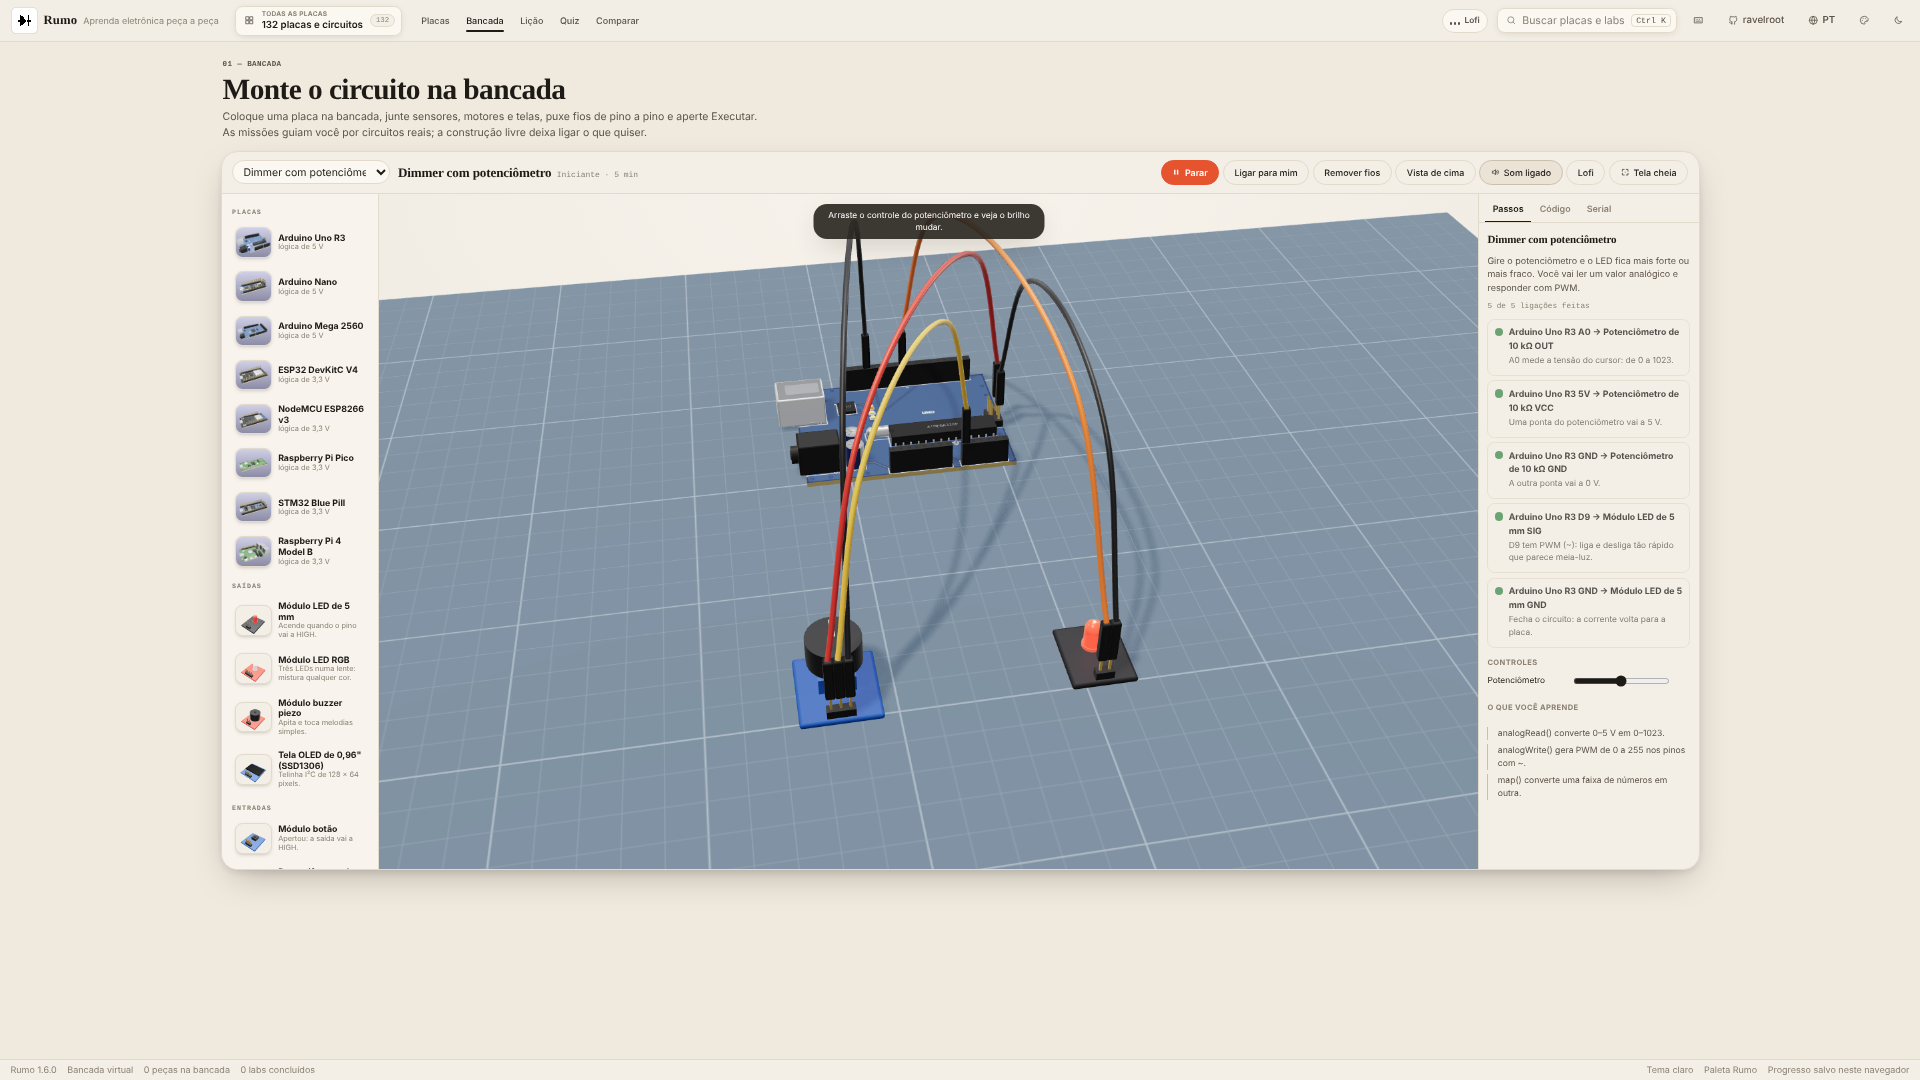 Rumo Aprenda eletrônica peça a peça
TODAS AS PLACAS
132 placas e circuitos 132
Placas Bancada Lição Quiz Comparar
Lofi
Buscar placas e labs Ctrl K
ravelroot
PT
01 — BANCADA
Monte o circuito na bancada
Coloque uma placa na bancada, junte sensores, motores e telas, puxe fios de pino a pino e aperte Executar.
As missões guiam você por circuitos reais; a construção livre deixa ligar o que quiser.
Dimmer com potenciôme
Dimmer com potenciômetro Iniciante · 5 min
Parar
Ligar para mim
Remover fios
Vista de cima
Som ligado
Lofi
Tela cheia
PLACAS
Arduino Uno R3
lógica de 5 V
Arduino Nano
lógica de 5 V
Arduino Mega 2560
lógica de 5 V
ESP32 DevKitC V4
lógica de 3,3 V
NodeMCU ESP8266
v3
lógica de 3,3 V
Raspberry Pi Pico
lógica de 3,3 V
STM32 Blue Pill
lógica de 3,3 V
Raspberry Pi 4
Model B
lógica de 3,3 V
SAÍDAS
Módulo LED de 5
mm
Acende quando o pino
vai a HIGH.
Módulo LED RGB
Três LEDs numa lente:
mistura qualquer cor.
Módulo buzzer
piezo
Apita e toca melodias
simples.
Tela OLED de 0,96"
(SSD1306)
Telinha I²C de 128 × 64
pixels.
ENTRADAS
Módulo botão
Apertou: a saída vai a
HIGH.
Arraste o controle do potenciômetro e veja o brilho
mudar.
Passos Código Serial
Dimmer com potenciômetro
Gire o potenciômetro e o LED fica mais forte ou
mais fraco. Você vai ler um valor analógico e
responder com PWM.
5 de 5 ligações feitas
Arduino Uno R3 A0 → Potenciômetro de
10 kΩ OUT
A0 mede a tensão do cursor: de 0 a 1023.
Arduino Uno R3 5V → Potenciômetro de
10 kΩ VCC
Uma ponta do potenciômetro vai a 5 V.
Arduino Uno R3 GND → Potenciômetro
de 10 kΩ GND
A outra ponta vai a 0 V.
Arduino Uno R3 D9 → Módulo LED de 5
mm SIG
D9 tem PWM (~): liga e desliga tão rápido
que parece meia-luz.
Arduino Uno R3 GND → Módulo LED de 5
mm GND
Fecha o circuito: a corrente volta para a
placa.
CONTROLES
Potenciômetro
O QUE VOCÊ APRENDE
analogRead() converte 0–5 V em 0–1023.
analogWrite() gera PWM de 0 a 255 nos pinos
com ~.
map() converte uma faixa de números em
outra.
Rumo 1.6.0 Bancada virtual 0 peças na bancada 0 labs concluídos
Tema claro Paleta Rumo Progresso salvo neste navegador